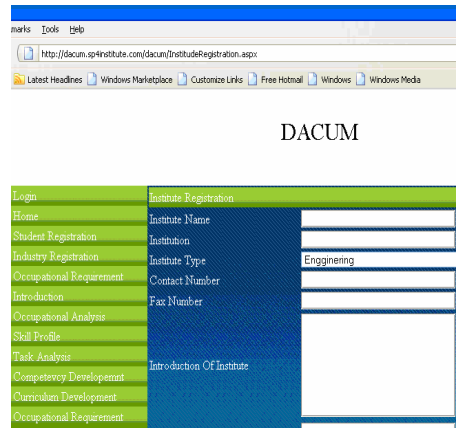 marks Tools Help
http://dacum.sp4institute.com/dacum/InstitudeRegistration.aspx
Latest Headlines Windows Marketplace Customize Links Free Hotmail Windows Windows Media
DACUM
Login
Home
Student Registration
Industry Registration
Occupational Requirement
Introduction
Occupational Analysis
Skill Profile
Task Analysis
Competevcy Developemnt
Curriculum Development
Occupational Requirement
Institute Registration
Institute Name
Institution
Institute Type Engginering
Contact Number
Fax Number
Introduction Of Institute